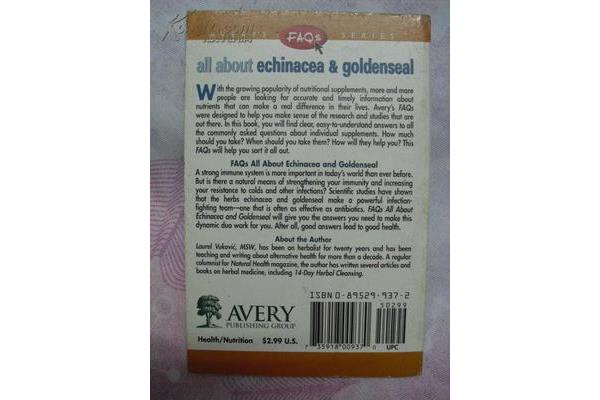 AVERY'S FAQs SERIES
all about echinacea & goldenseal
With the growing popularity of nutritional supplements, more and more
people are looking for accurate and timely information about
nutrients that can make a real difference in their lives. Avery's FAQs
were designed to help you make sense of the research and studies that are
out there. In this book, you will find clear, easy-to-understand answers to all
the commonly asked questions about individual supplements. How much
should you take? When should you take them? How will they help you? This
FAQs will help you sort it all out.
FAQs All About Echinacea and Goldenseal
A strong immune system is more important in today's world than ever before.
But is there a natural means of strengthening your immunity and increasing
your resistance to colds and other infections? Scientific studies have shown
that the herbs echinacea and goldenseal make a powerful infection-
fighting team—one that is often as effective as antibiotics. FAQs All About
Echinacea and Goldenseal will give you the answers you need to make this
dynamic duo work for you. After all, good answers lead to good health.
About the Author
Laurel Vukovic, MSW, has been an herbalist for twenty years and has been
teaching and writing about alternative health for more than a decade. A regular
columnist for Natural Health magazine, the author has written several articles and
books on herbal medicine, including 14-Day Herbal Cleansing.
ISBN 0-89529-937-2
50299
AVERY
PUBLISHING GROUP
Health/Nutrition $2.99 U.S.
7 35918 00937 0 UPC